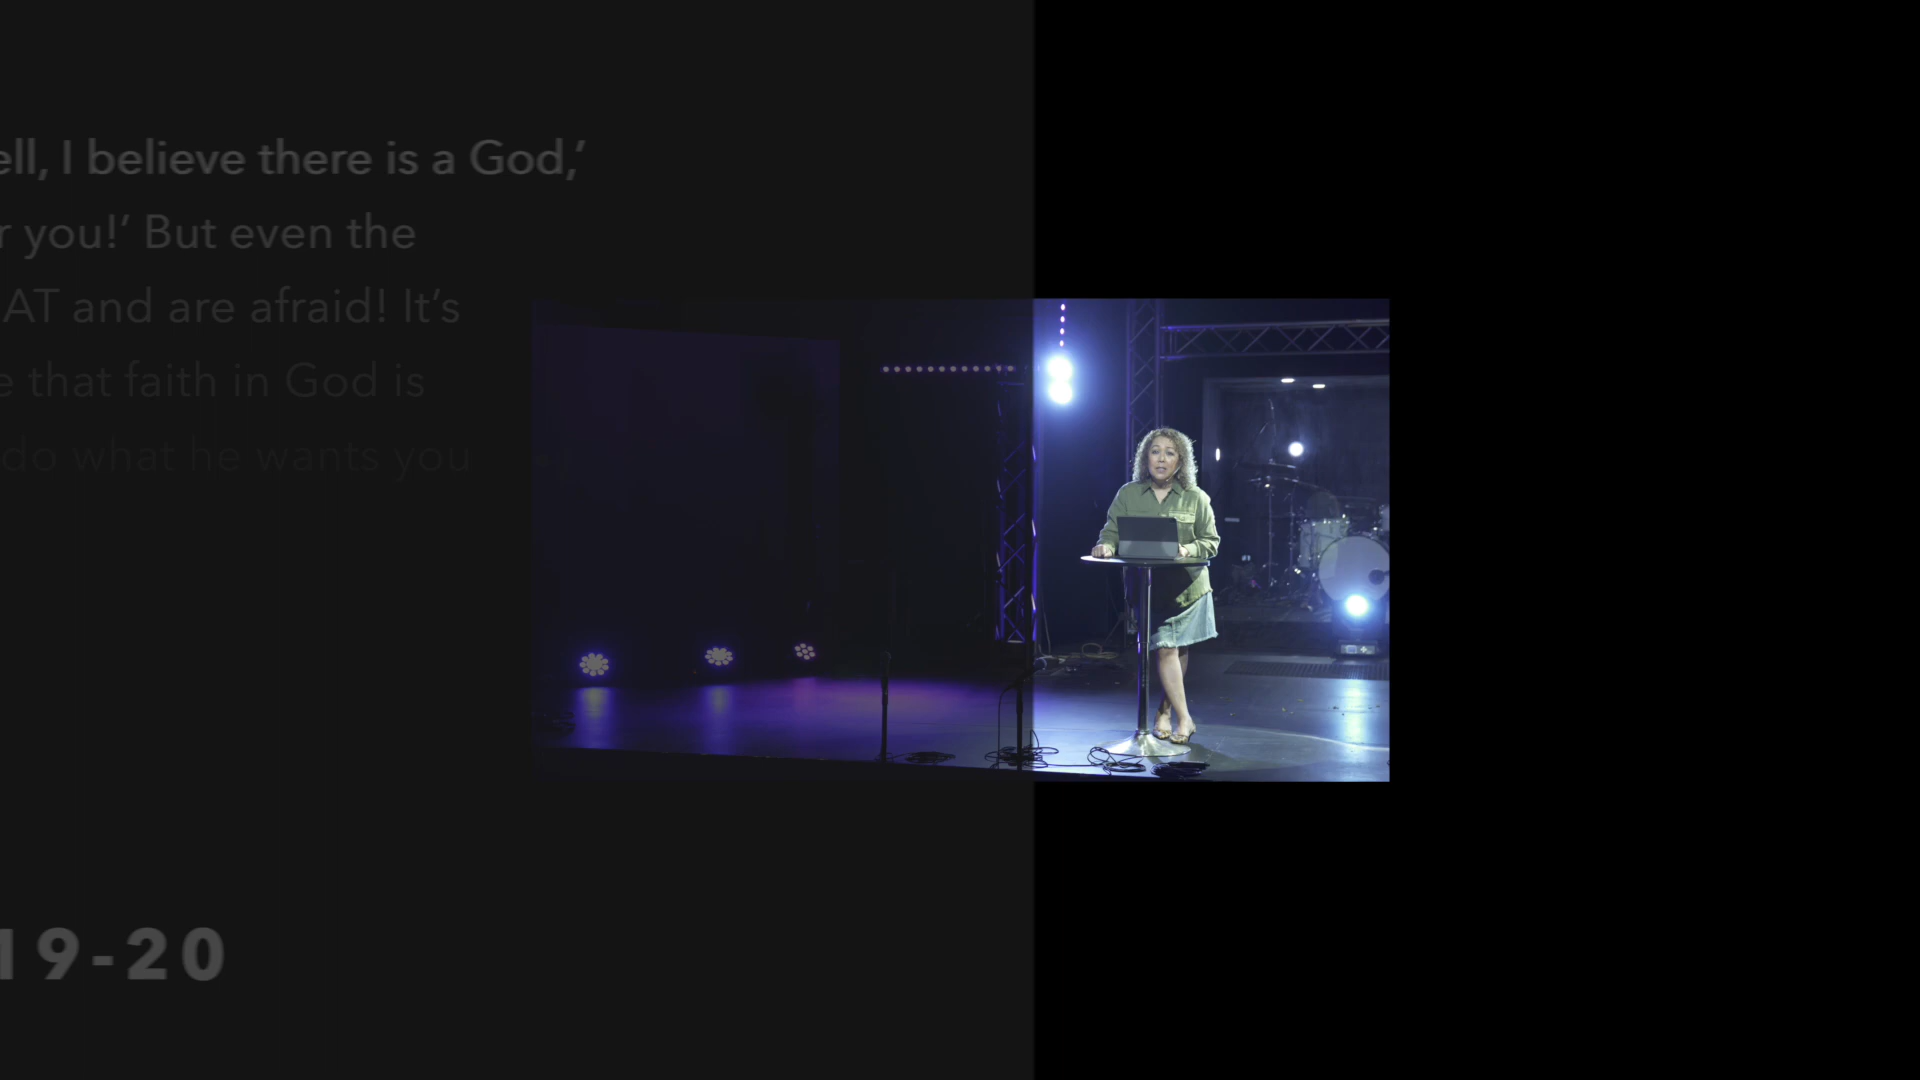 ell, I believe there is a God,’
r you!’ But even the
AT and are afraid! It’s
e that faith in God is
do what he wants you
19-20